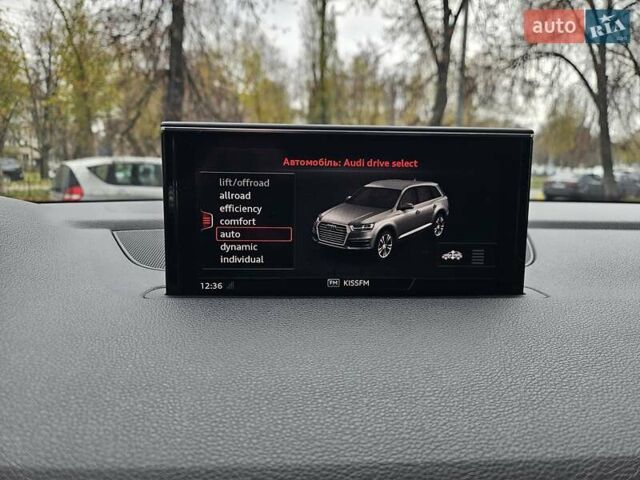 auto RIA
Автомобіль: Audi drive select
lift/offroad
allroad
efficiency
comfort
auto
dynamic
individual
12:36
FM KISSFM